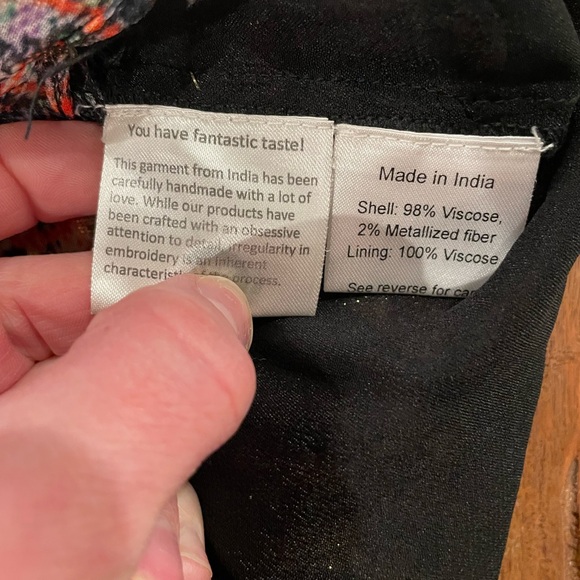 You have fantastic taste!
This garment from India has been
carefully handmade with a lot of
love. While our products have
been crafted with an obsessive
attention to detail, irregularity in
embroidery is an inherent
of the process.
Made in India
Shell: 98% Viscose,
2% Metallized fiber
Lining: 100% Viscose
See reverse for